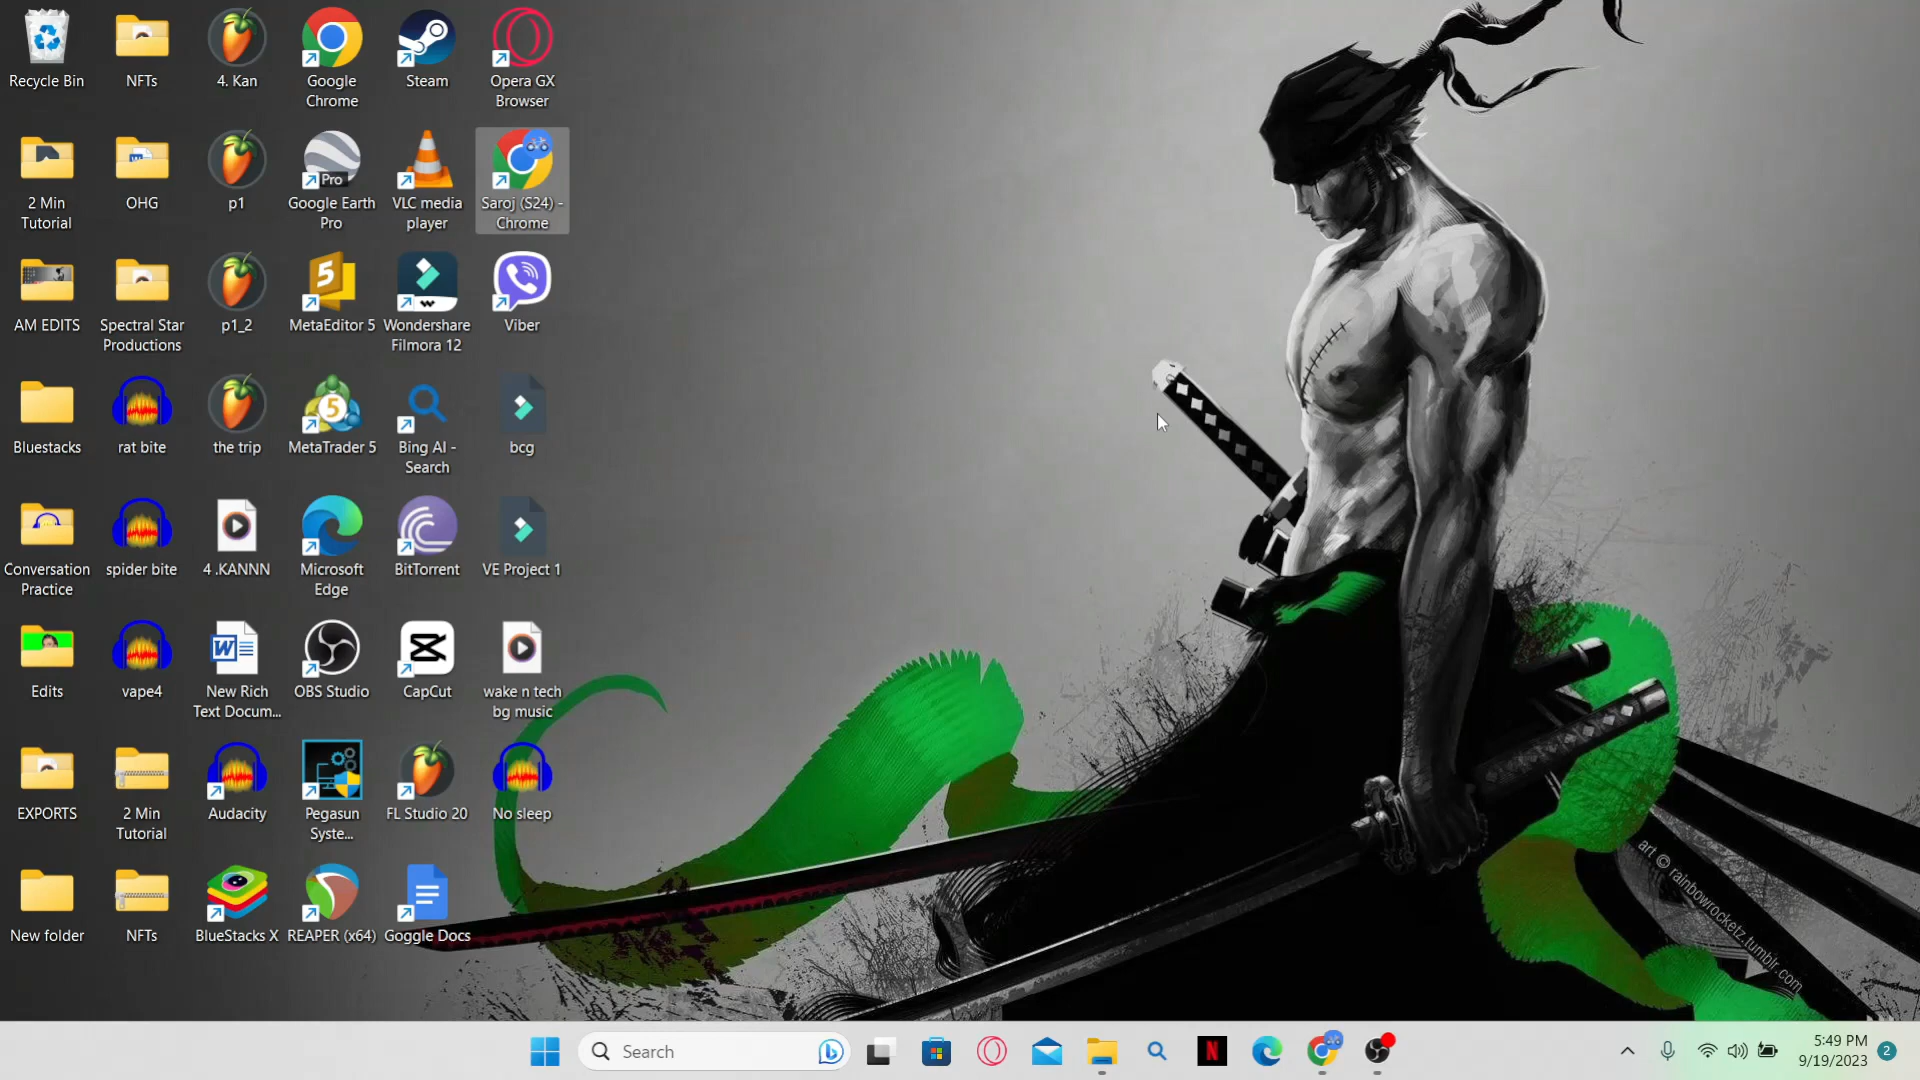 Recycle Bin
NFTs
4. Kan
Google
Chrome
Steam
Opera GX
Browser
2 Min
Tutorial
OHG
p1
Pro
Google Earth
Pro
VLC media
player
Saroj (S24) -
Chrome
AM EDITS
Spectral Star
Productions
p1_2
5
MetaEditor 5
Wondershare
Filmora 12
Viber
Bluestacks
rat bite
the trip
5
MetaTrader 5
Bing AI -
Search
bcg
Conversation
Practice
spider bite
4 .KANNN
Microsoft
Edge
BitTorrent
VE Project 1
Edits
vape4
W
New Rich
Text Docum...
OBS Studio
CapCut
wake n tech
bg music
EXPORTS
2 Min
Tutorial
Audacity
Pegasun
Syste...
FL Studio 20
No sleep
New folder
NFTs
BlueStacks X
REAPER (x64)
Goggle Docs
art © rainbowrocketz.tumblr.com
Search
N
5:49 PM
9/19/2023
2